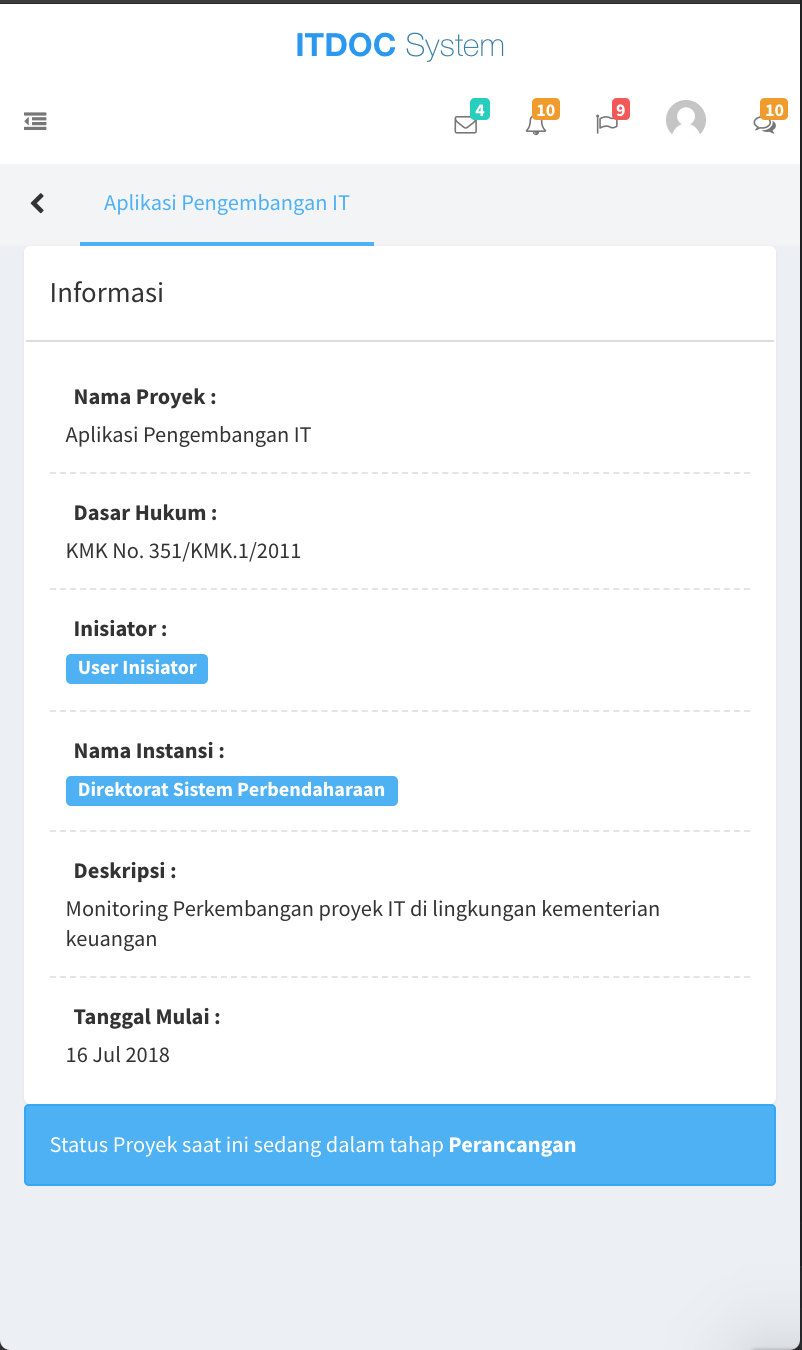 ITDOC System
4
10
9
10
Aplikasi Pengembangan IT
Informasi
Nama Proyek :
Aplikasi Pengembangan IT
Dasar Hukum :
KMK No. 351/KMK.1/2011
Inisiator :
User Inisiator
Nama Instansi :
Direktorat Sistem Perbendaharaan
Deskripsi :
Monitoring Perkembangan proyek IT di lingkungan kementerian
keuangan
Tanggal Mulai :
16 Jul 2018
Status Proyek saat ini sedang dalam tahap Perancangan